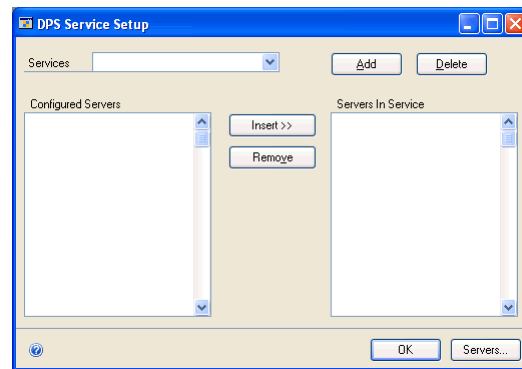 DPS Service Setup
Services
Add
Delete
Configured Servers
Servers In Service
Insert >>
Remove
?
OK
Servers...